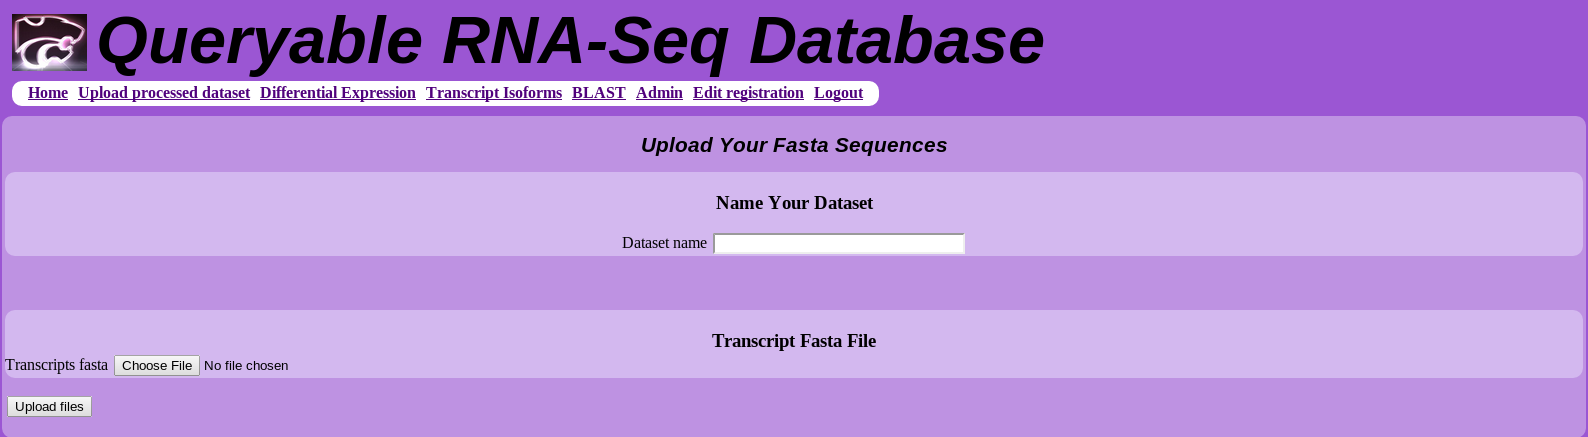 Queryable RNA-Seq Database
Home Upload processed dataset Differential Expression Transcript Isoforms BLAST Admin Edit registration Logout
Upload Your Fasta Sequences
Name Your Dataset
Dataset name
Transcript Fasta File
Transcripts fasta Choose File No file chosen
Upload files